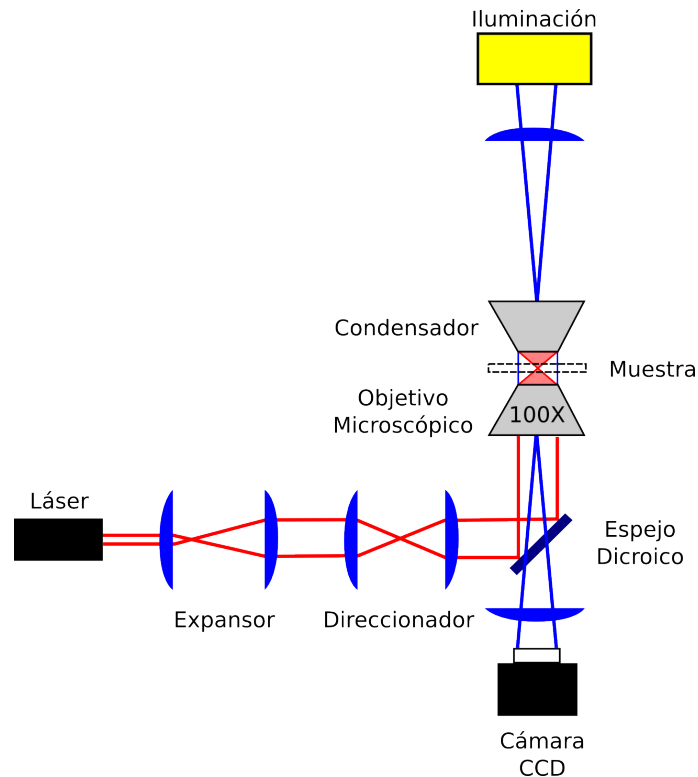 Iluminación
Condensador
Muestra
Objetivo
Microscópico
100X
Láser
Espejo
Dicroico
Expansor
Direccionador
Cámara
CCD